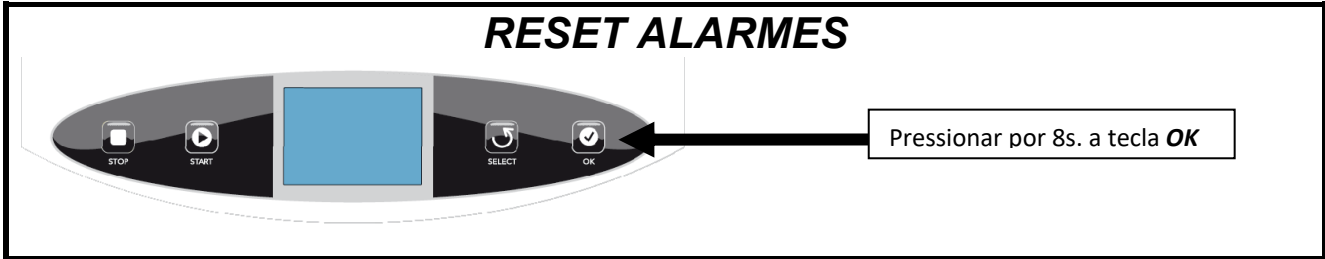 RESET ALARMES
Pressionar por 8s. a tecla OK
STOP
START
SELECT
OK